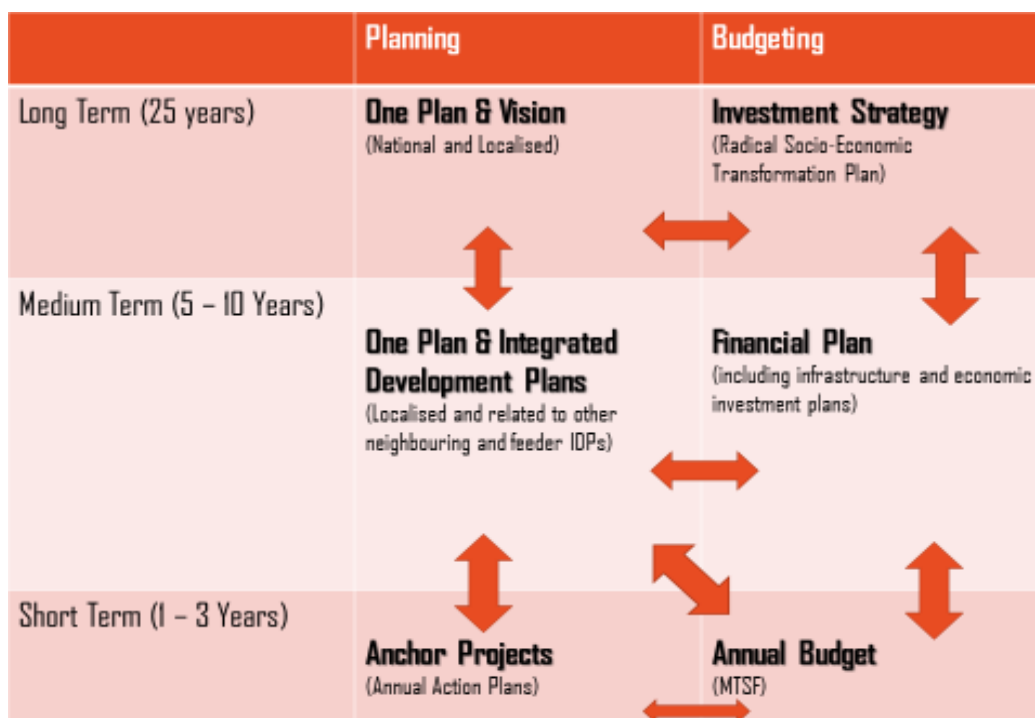 Planning
Budgeting
Long Term (25 years)
One Plan & Vision
(National and Localised)
Investment Strategy
(Radical Socio-Economic
Transformation Plan)
Medium Term (5 – 10 Years)
One Plan & Integrated
Development Plans
(Localised and related to other
neighbouring and feeder IDPs)
Financial Plan
(including infrastructure and economic
investment plans)
Short Term (1 – 3 Years)
Anchor Projects
(Annual Action Plans)
Annual Budget
(MTSF)